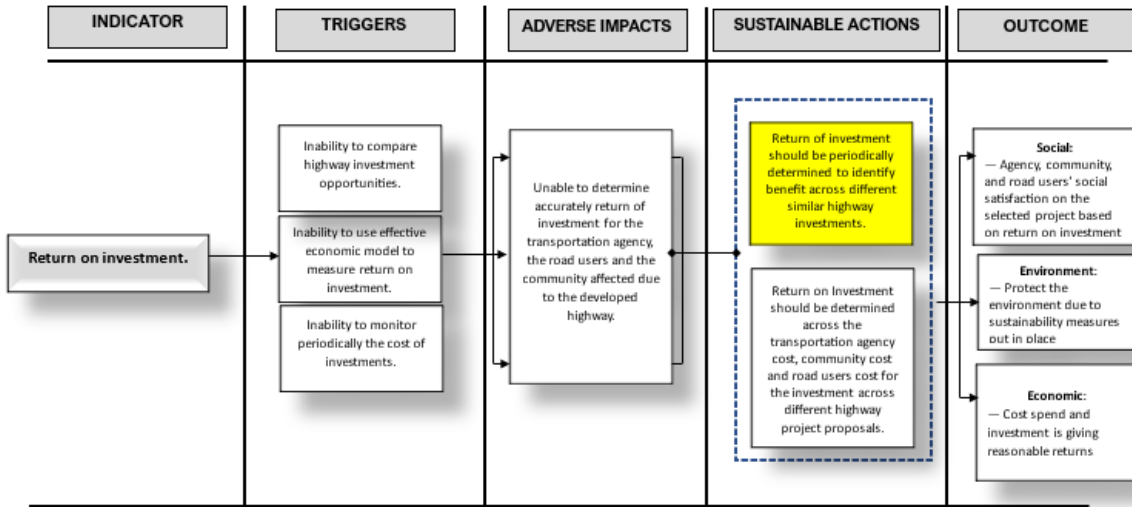 INDICATOR
TRIGGERS
ADVERSE IMPACTS
SUSTAINABLE ACTIONS
OUTCOME
Return on investment.
Inability to compare
highway investment
opportunities.
Inability to use effective
economic model to
measure return on
investment.
Inability to monitor
periodically the cost of
investments.
Unable to determine
accurately return of
investment for the
transportation agency,
the road users and the
community affected due
to the developed
highway.
Return of investment
should be periodically
determined to identify
benefit across different
similar highway
investments.
Return on Investment
should be determined
across the
transportation agency
cost, community cost
and road users cost for
the investment across
different highway
project proposals.
Social:
— Agency, community,
and road users' social
satisfaction on the
selected project based
on return on investment
Environment:
— Protect the
environment due to
sustainability measures
put in place
Economic:
— Cost spend and
investment is giving
reasonable returns